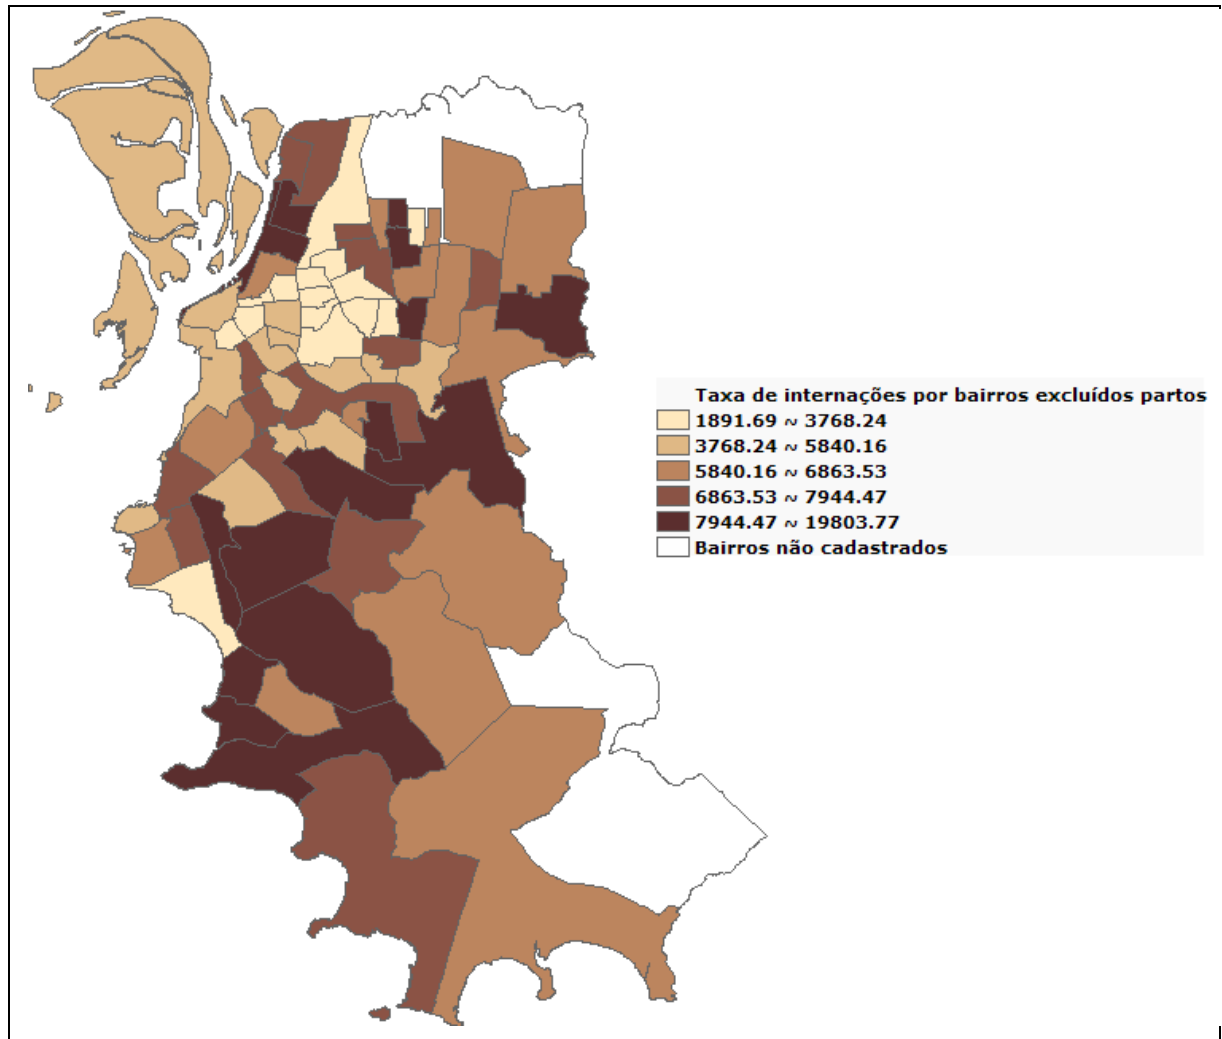 Taxa de internações por bairros excluídos partos
1891.69 ~ 3768.24
3768.24 ~ 5840.16
5840.16 ~ 6863.53
6863.53 ~ 7944.47
7944.47 ~ 19803.77
Bairros não cadastrados